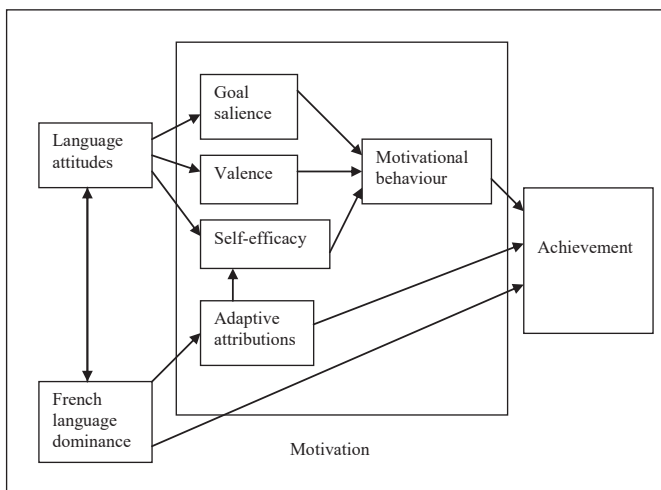 Goal
salience
Language
attitudes
Valence
Motivational
behaviour
Self-efficacy
Achievement
Adaptive
attributions
French
language
dominance
Motivation